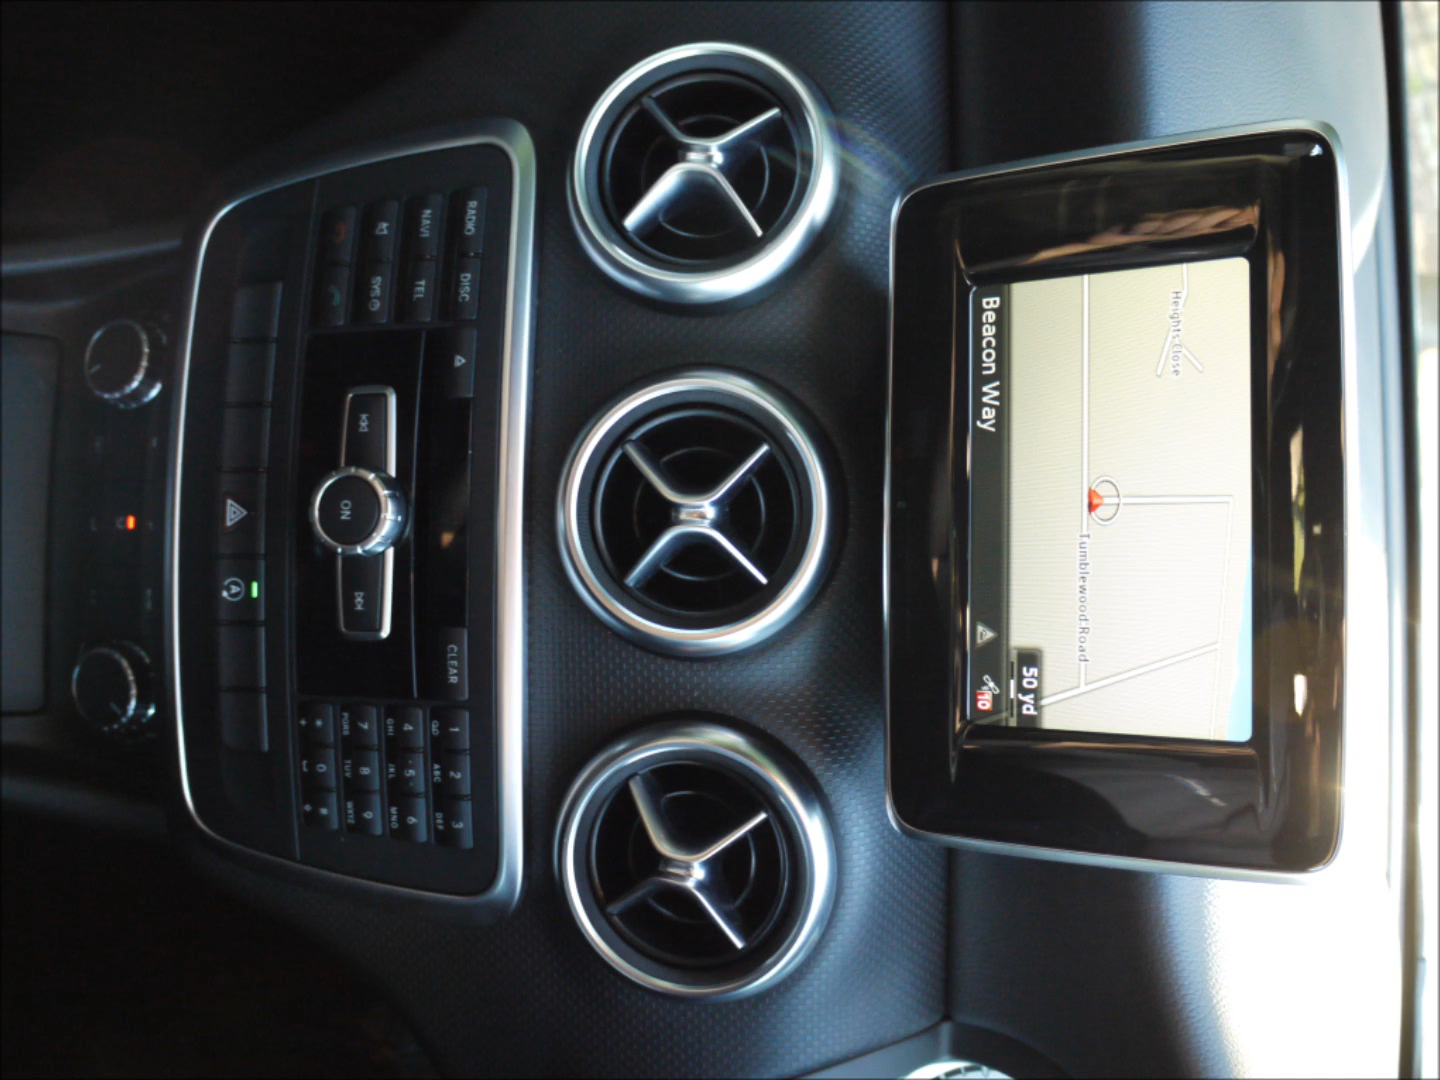 Heights Close
Tumblewood Road
50 yd
Beacon Way
10
RADIO DISC
NAVI TEL
SYS
CLEAR
ON
A
1 2 ABC 3 DEF
4 GHI 5 JKL 6 MNO
7 PQRS 8 TUV 9 WXYZ
* 0 #
+